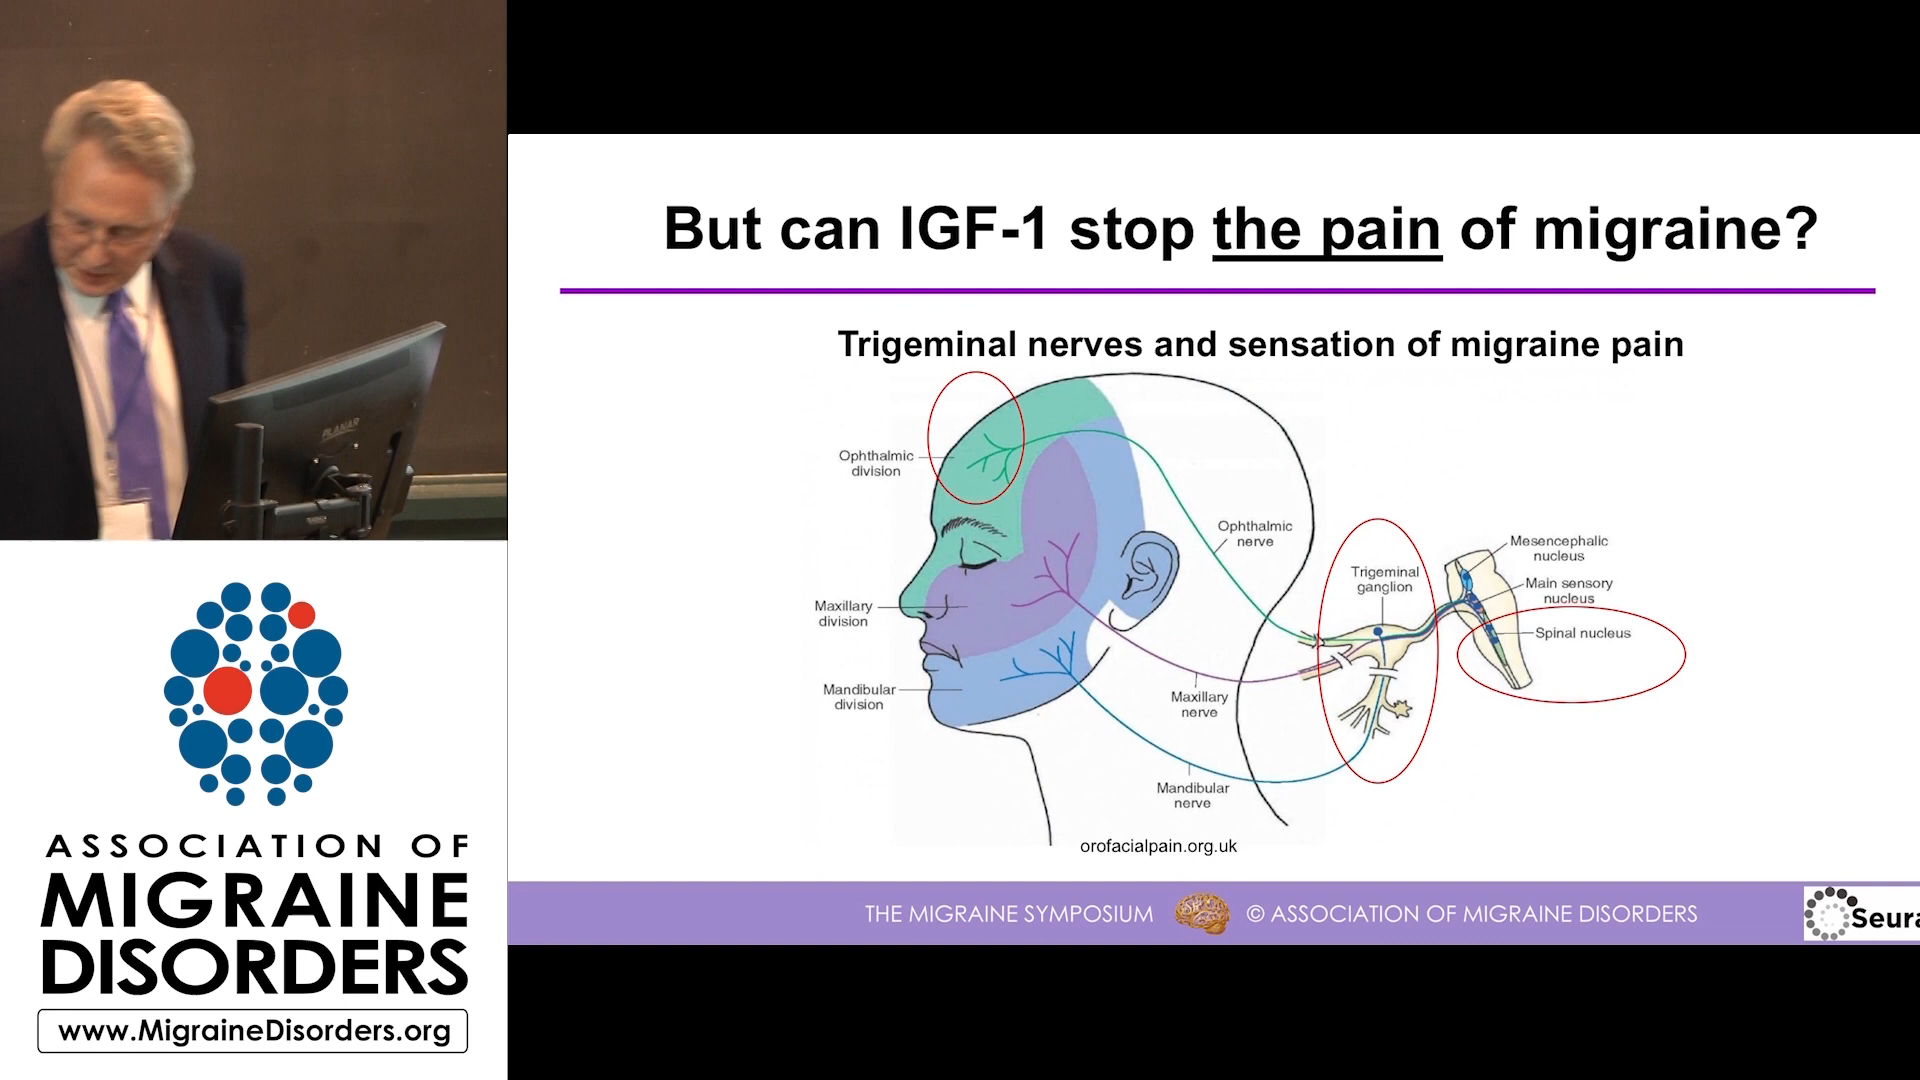 PLANAR
ASSOCIATION OF
MIGRAINE
DISORDERS
www.MigraineDisorders.org
But can IGF-1 stop the pain of migraine?
Trigeminal nerves and sensation of migraine pain
Ophthalmic
division
Maxillary
division
Mandibular
division
Ophthalmic
nerve
Maxillary
nerve
Mandibular
nerve
Trigeminal
ganglion
Mesencephalic
nucleus
Main sensory
nucleus
Spinal nucleus
orofacialpain.org.uk
THE MIGRAINE SYMPOSIUM
© ASSOCIATION OF MIGRAINE DISORDERS
Seura